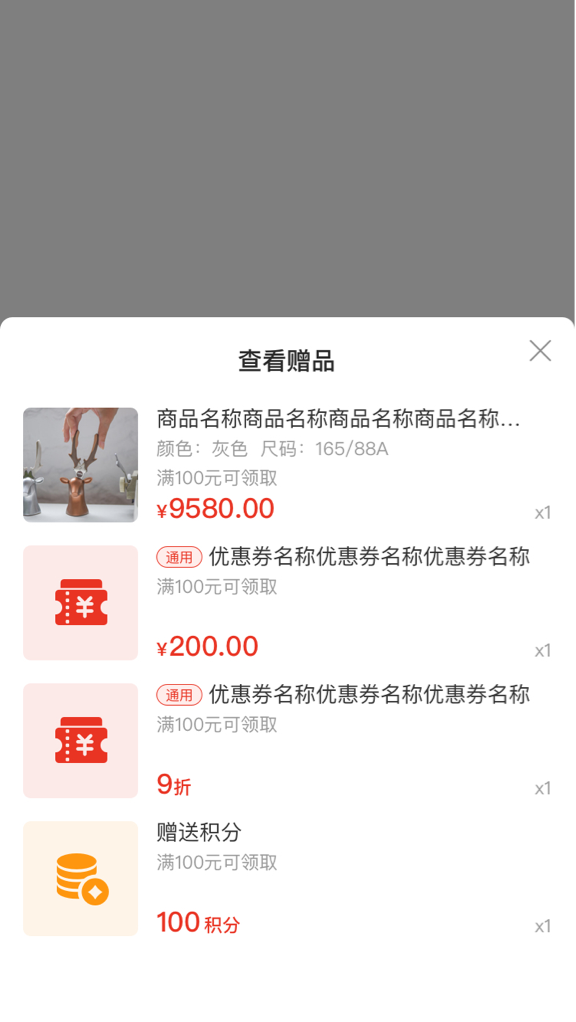 查看赠品
商品名称商品名称商品名称商品名称...
颜色：灰色 尺码：165/88A
满100元可领取
¥9580.00
x1
通用 优惠券名称优惠券名称优惠券名称
满100元可领取
¥200.00
x1
通用 优惠券名称优惠券名称优惠券名称
满100元可领取
9折
x1
赠送积分
满100元可领取
100积分
x1